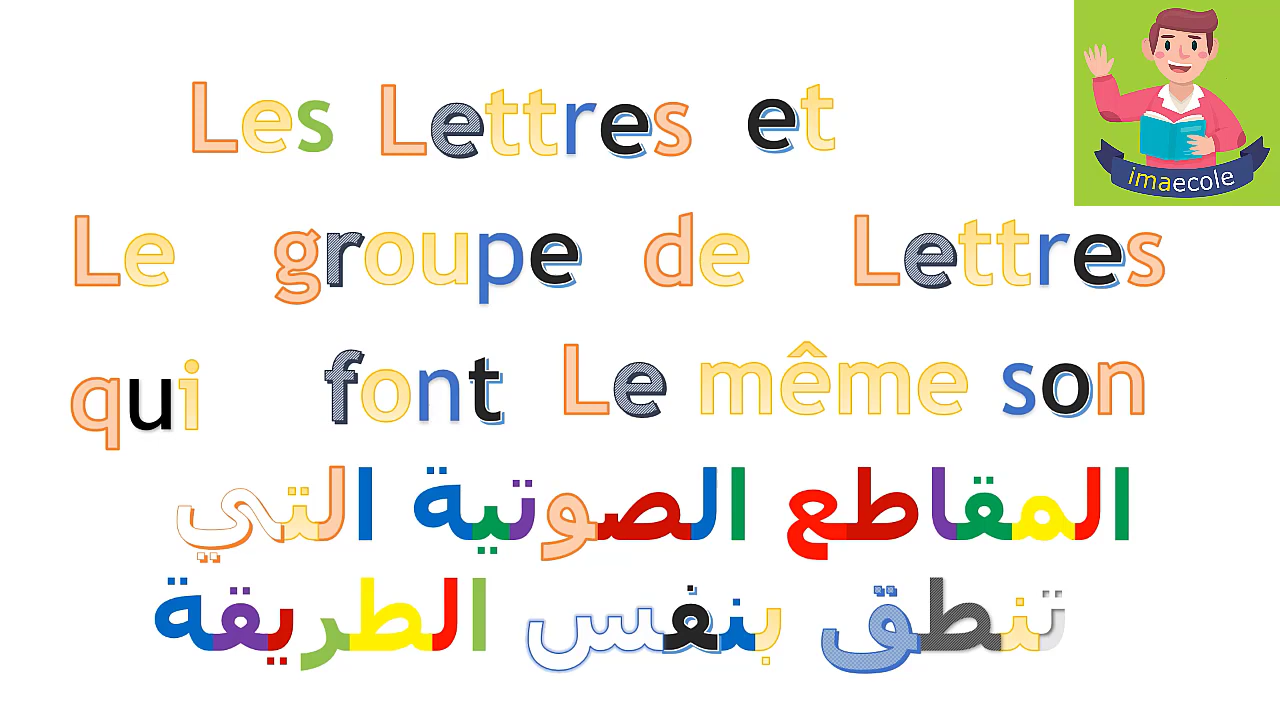 Les Lettres et
Le groupe de Lettres
qui font Le même son
المقاطع الصوتية التي
تنطق بنفس الطريقة
imaecole